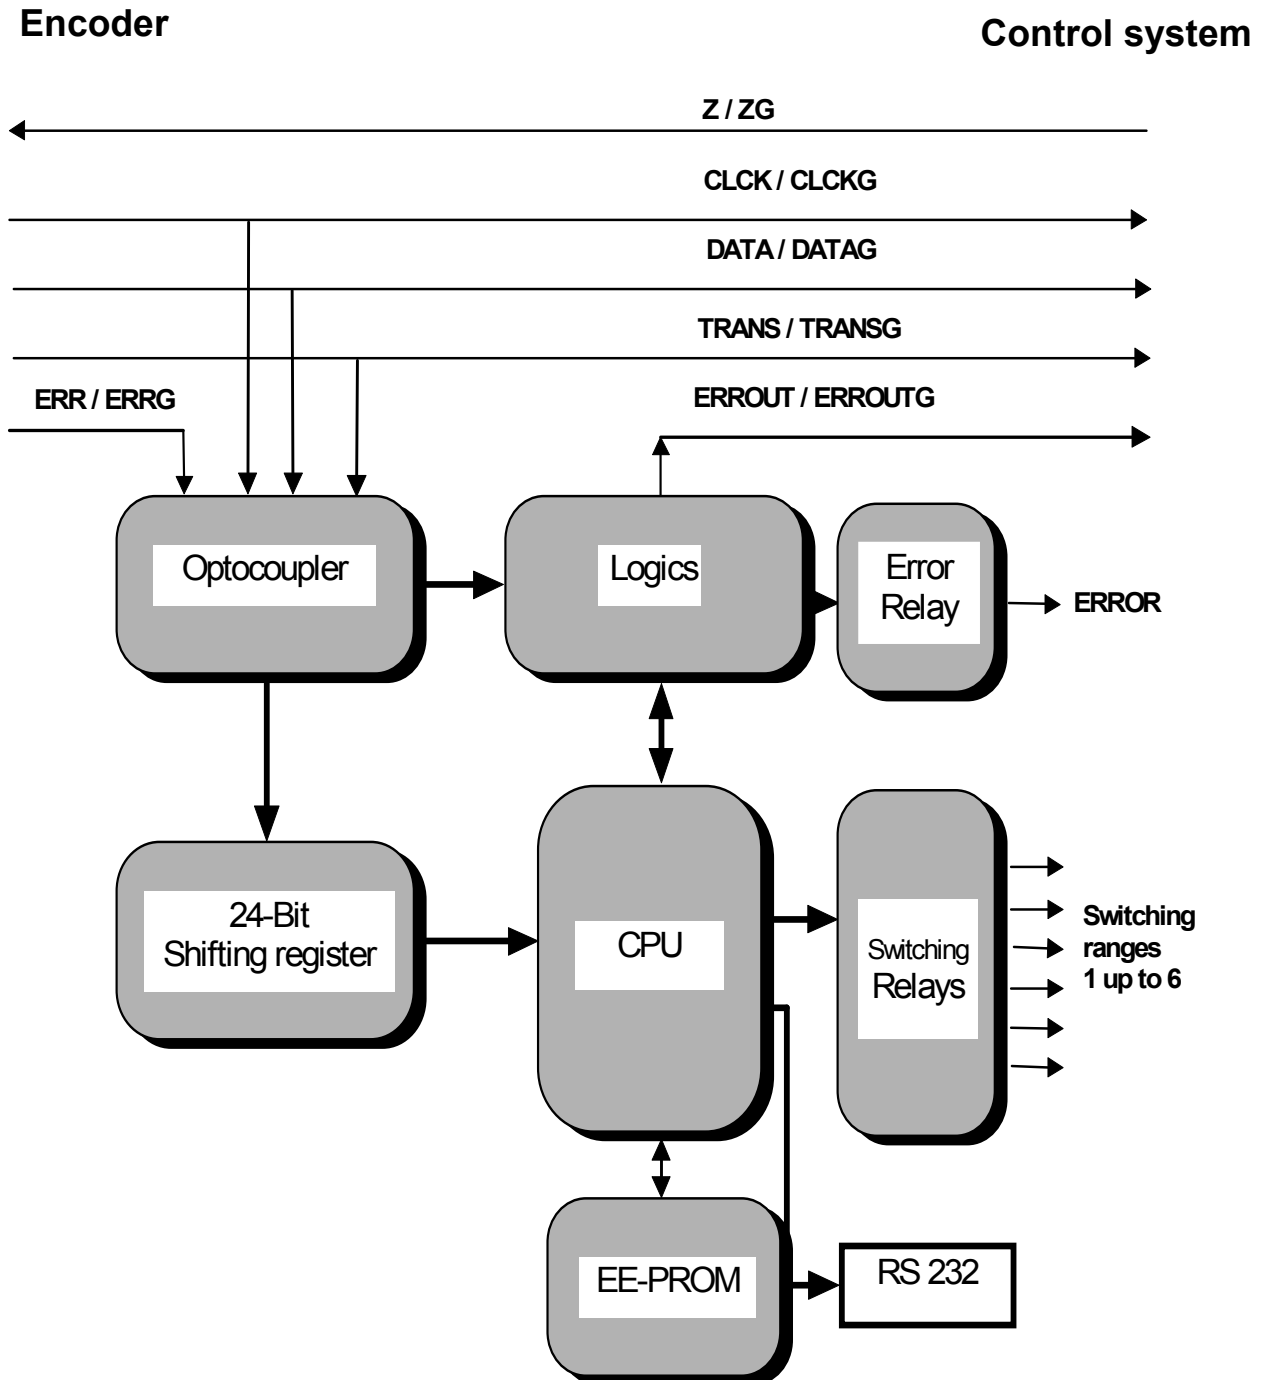 Encoder
Control system
Z / ZG
CLCK / CLCKG
DATA / DATAG
TRANS / TRANSG
ERR / ERRG
ERROUT / ERROUTG
Optocoupler
Logics
Error
Relay
ERROR
24-Bit
Shifting register
CPU
Switching
Relays
Switching
ranges
1 up to 6
EE-PROM
RS 232